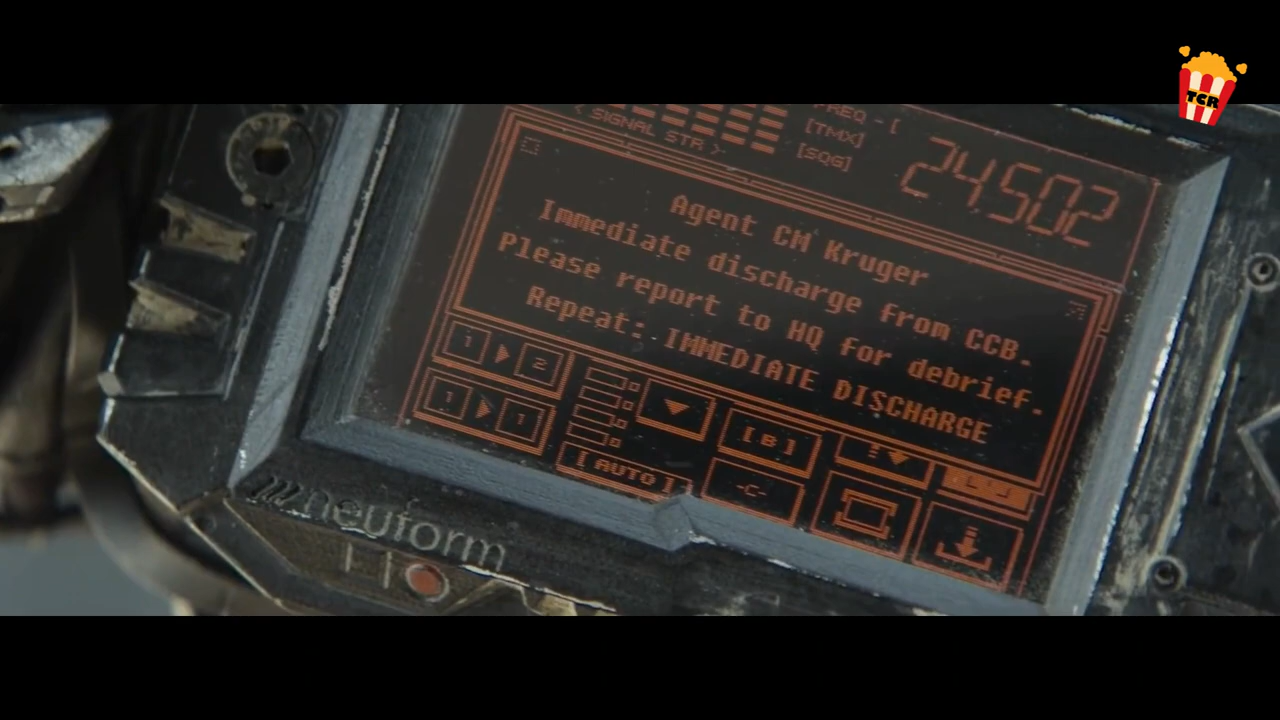 TCR
FREQ - [
[TMX]
[SQG]
24502
< SIGNAL STR >
Agent CM Kruger
Immediate discharge from CCB.
Please report to HQ for debrief.
Repeat: IMMEDIATE DISCHARGE
1 2
1 1
[ AUTO ]
[ B ]
-C-
neuform